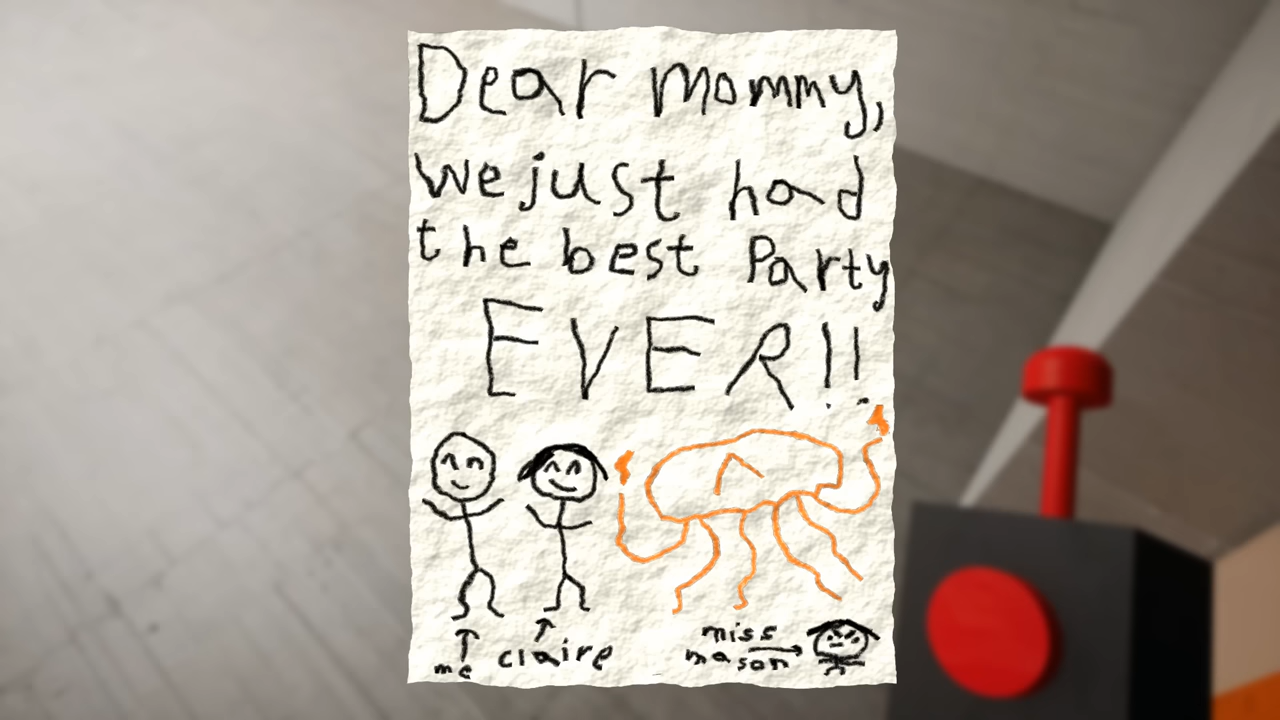 Dear mommy,
we just had
the best Party
EVER!!
me
claire
miss
mason